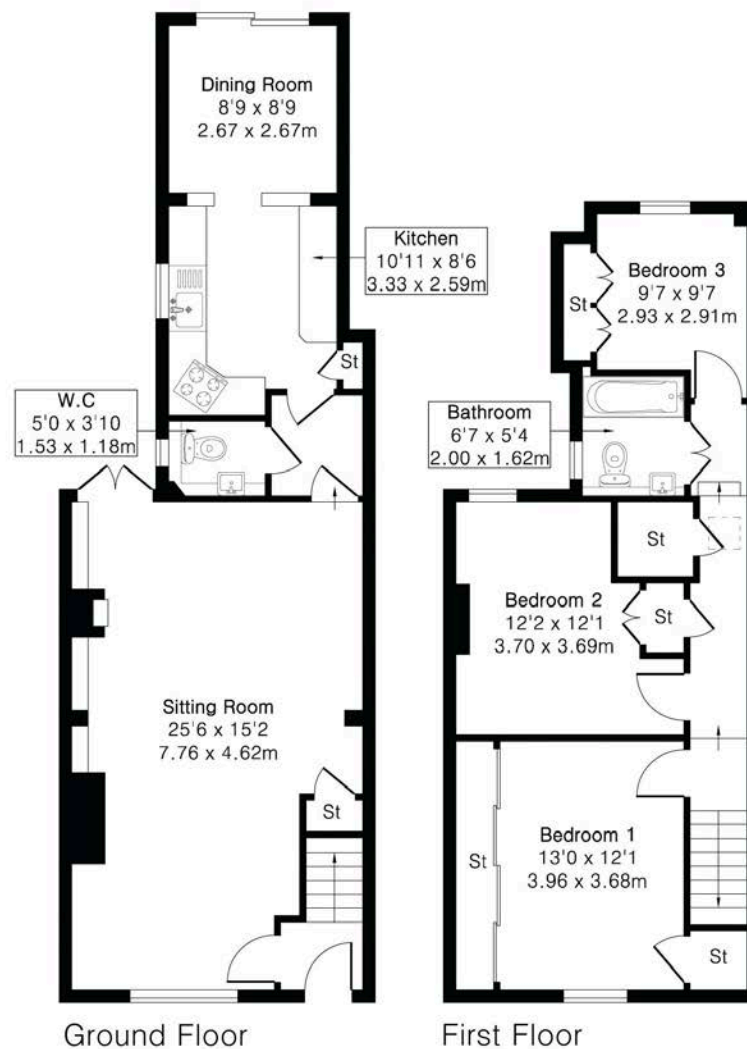 Dining Room
8'9 x 8'9
2.67 x 2.67m
Kitchen
10'11 x 8'6
3.33 x 2.59m
St
W.C
5'0 x 3'10
1.53 x 1.18m
Sitting Room
25'6 x 15'2
7.76 x 4.62m
St
Ground Floor
Bedroom 3
9'7 x 9'7
2.93 x 2.91m
St
Bathroom
6'7 x 5'4
2.00 x 1.62m
St
Bedroom 2
12'2 x 12'1
3.70 x 3.69m
St
Bedroom 1
13'0 x 12'1
3.96 x 3.68m
St
St
First Floor